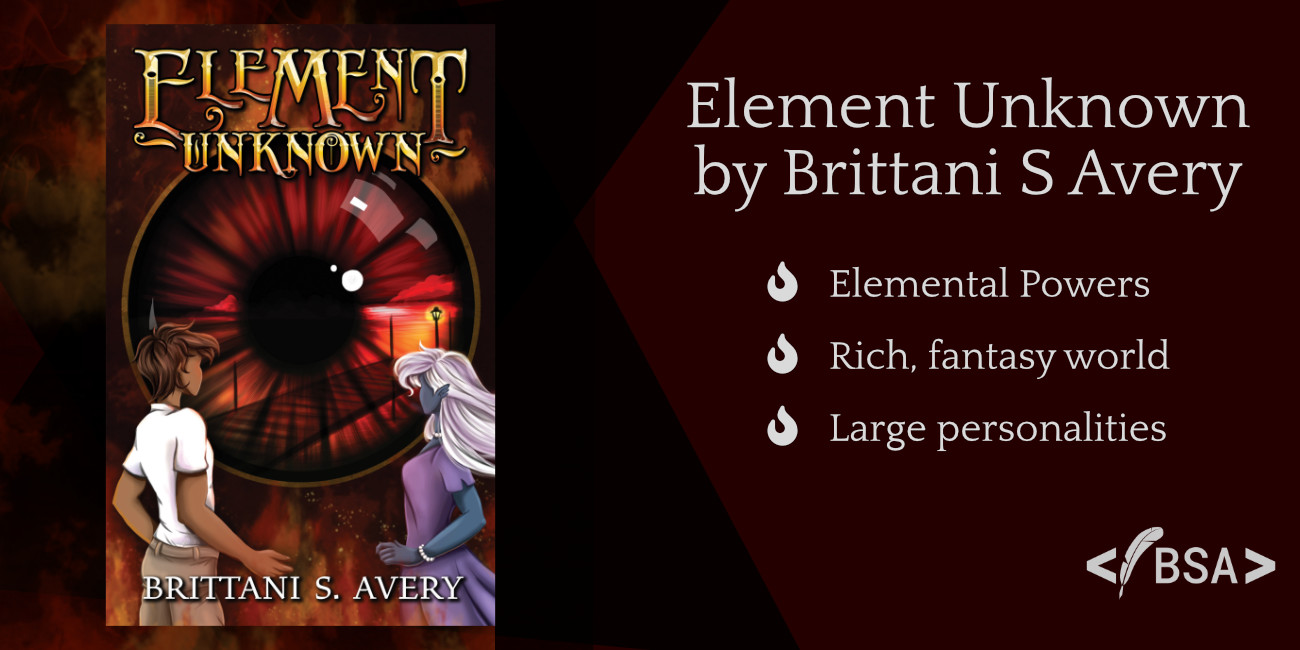 ELEMENT
UNKNOWN
BRITTANI S. AVERY
Element Unknown
by Brittani S Avery
Elemental Powers
Rich, fantasy world
Large personalities
<BSA>